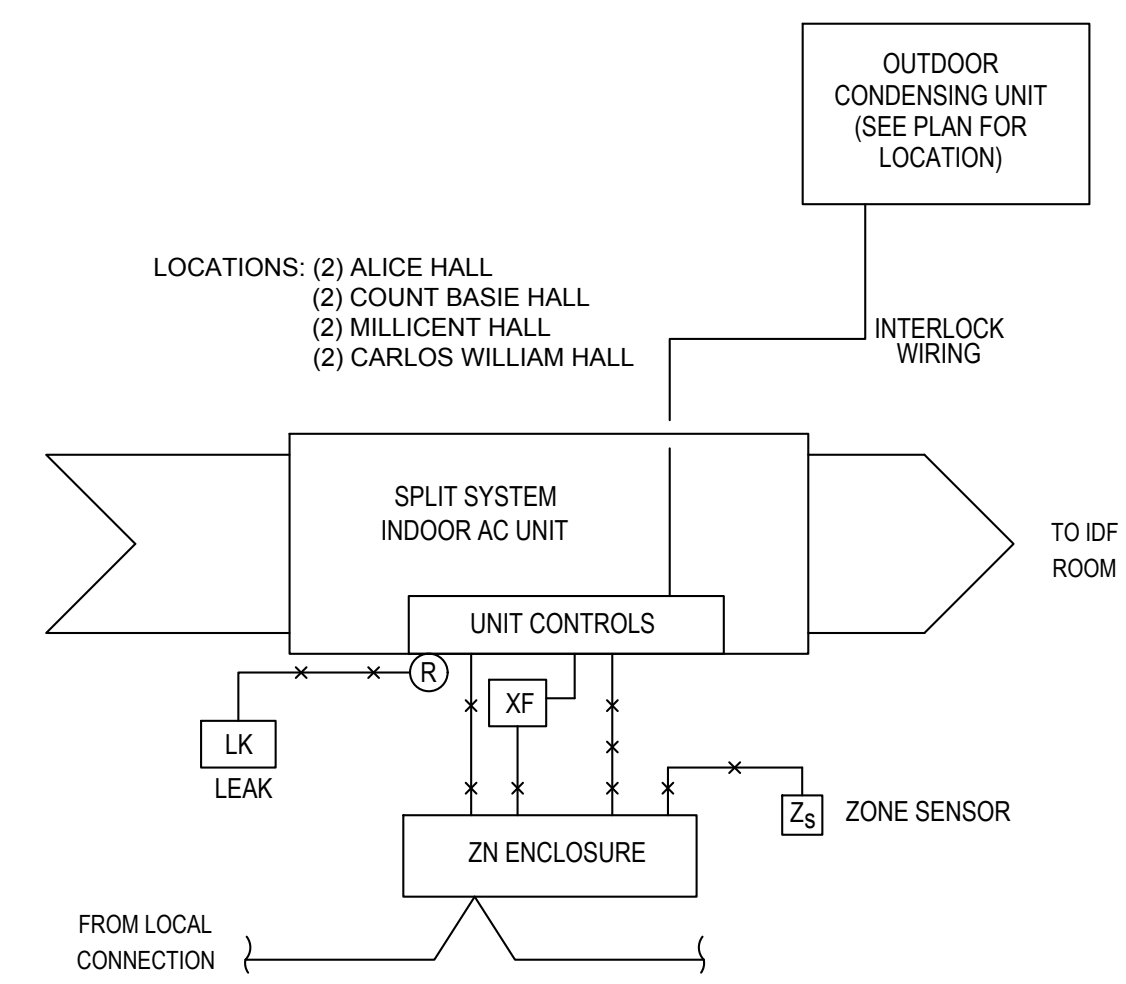 OUTDOOR
CONDENSING UNIT
(SEE PLAN FOR
LOCATION)
LOCATIONS: (2) ALICE HALL
(2) COUNT BASIE HALL
(2) MILLICENT HALL
(2) CARLOS WILLIAM HALL
INTERLOCK
WIRING
SPLIT SYSTEM
INDOOR AC UNIT
TO IDF
ROOM
UNIT CONTROLS
R
XF
LK
LEAK
Zs
ZONE SENSOR
ZN ENCLOSURE
FROM LOCAL
CONNECTION